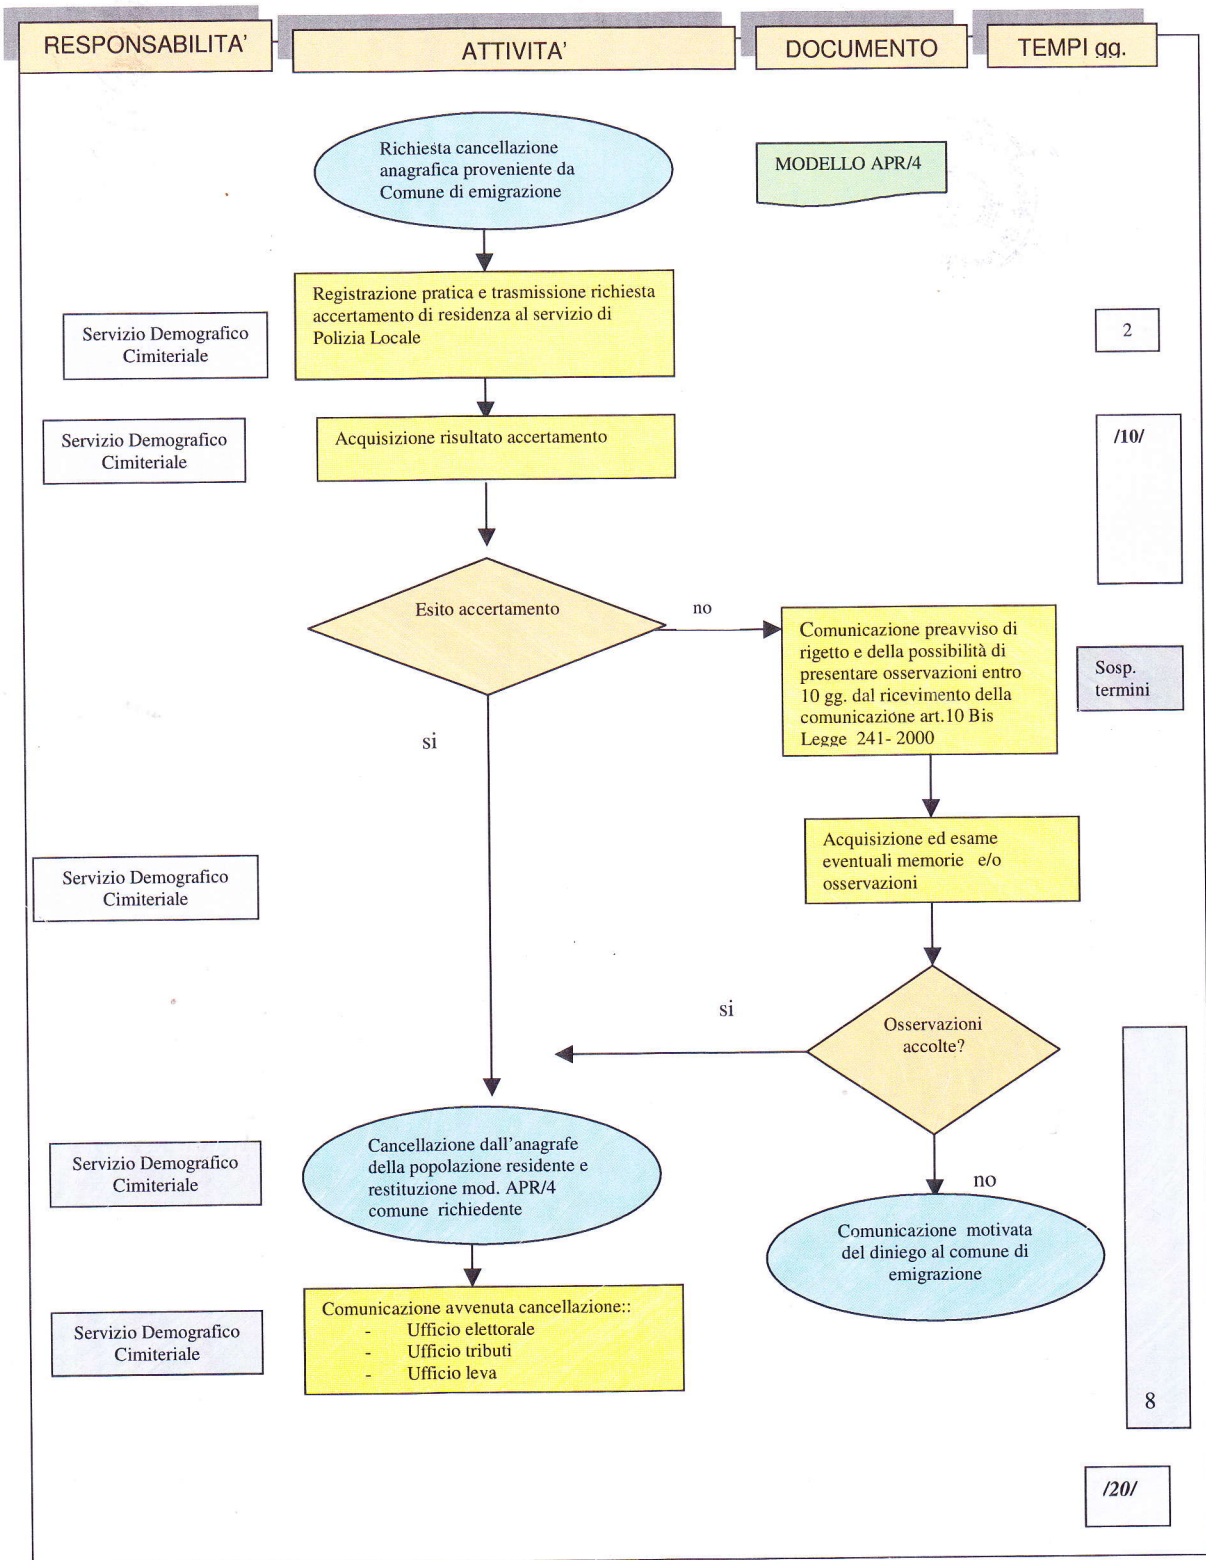 RESPONSABILITA'
ATTIVITA'
DOCUMENTO
TEMPI gg.
Richiesta cancellazione
anagrafica proveniente da
Comune di emigrazione
MODELLO APR/4
Registrazione pratica e trasmissione richiesta
accertamento di residenza al servizio di
Polizia Locale
Servizio Demografico
Cimiteriale
2
Servizio Demografico
Cimiteriale
Acquisizione risultato accertamento
/10/
Esito accertamento
no
Comunicazione preavviso di
rigetto e della possibilità di
presentare osservazioni entro
10 gg. dal ricevimento della
comunicazione art.10 Bis
Legge 241- 2000
Sosp.
termini
si
Acquisizione ed esame
eventuali memorie e/o
osservazioni
Servizio Demografico
Cimiteriale
si
Osservazioni
accolte?
no
Servizio Demografico
Cimiteriale
Cancellazione dall'anagrafe
della popolazione residente e
restituzione mod. APR/4
comune richiedente
Comunicazione motivata
del diniego al comune di
emigrazione
Servizio Demografico
Cimiteriale
Comunicazione avvenuta cancellazione::
- Ufficio elettorale
- Ufficio tributi
- Ufficio leva
8
/20/